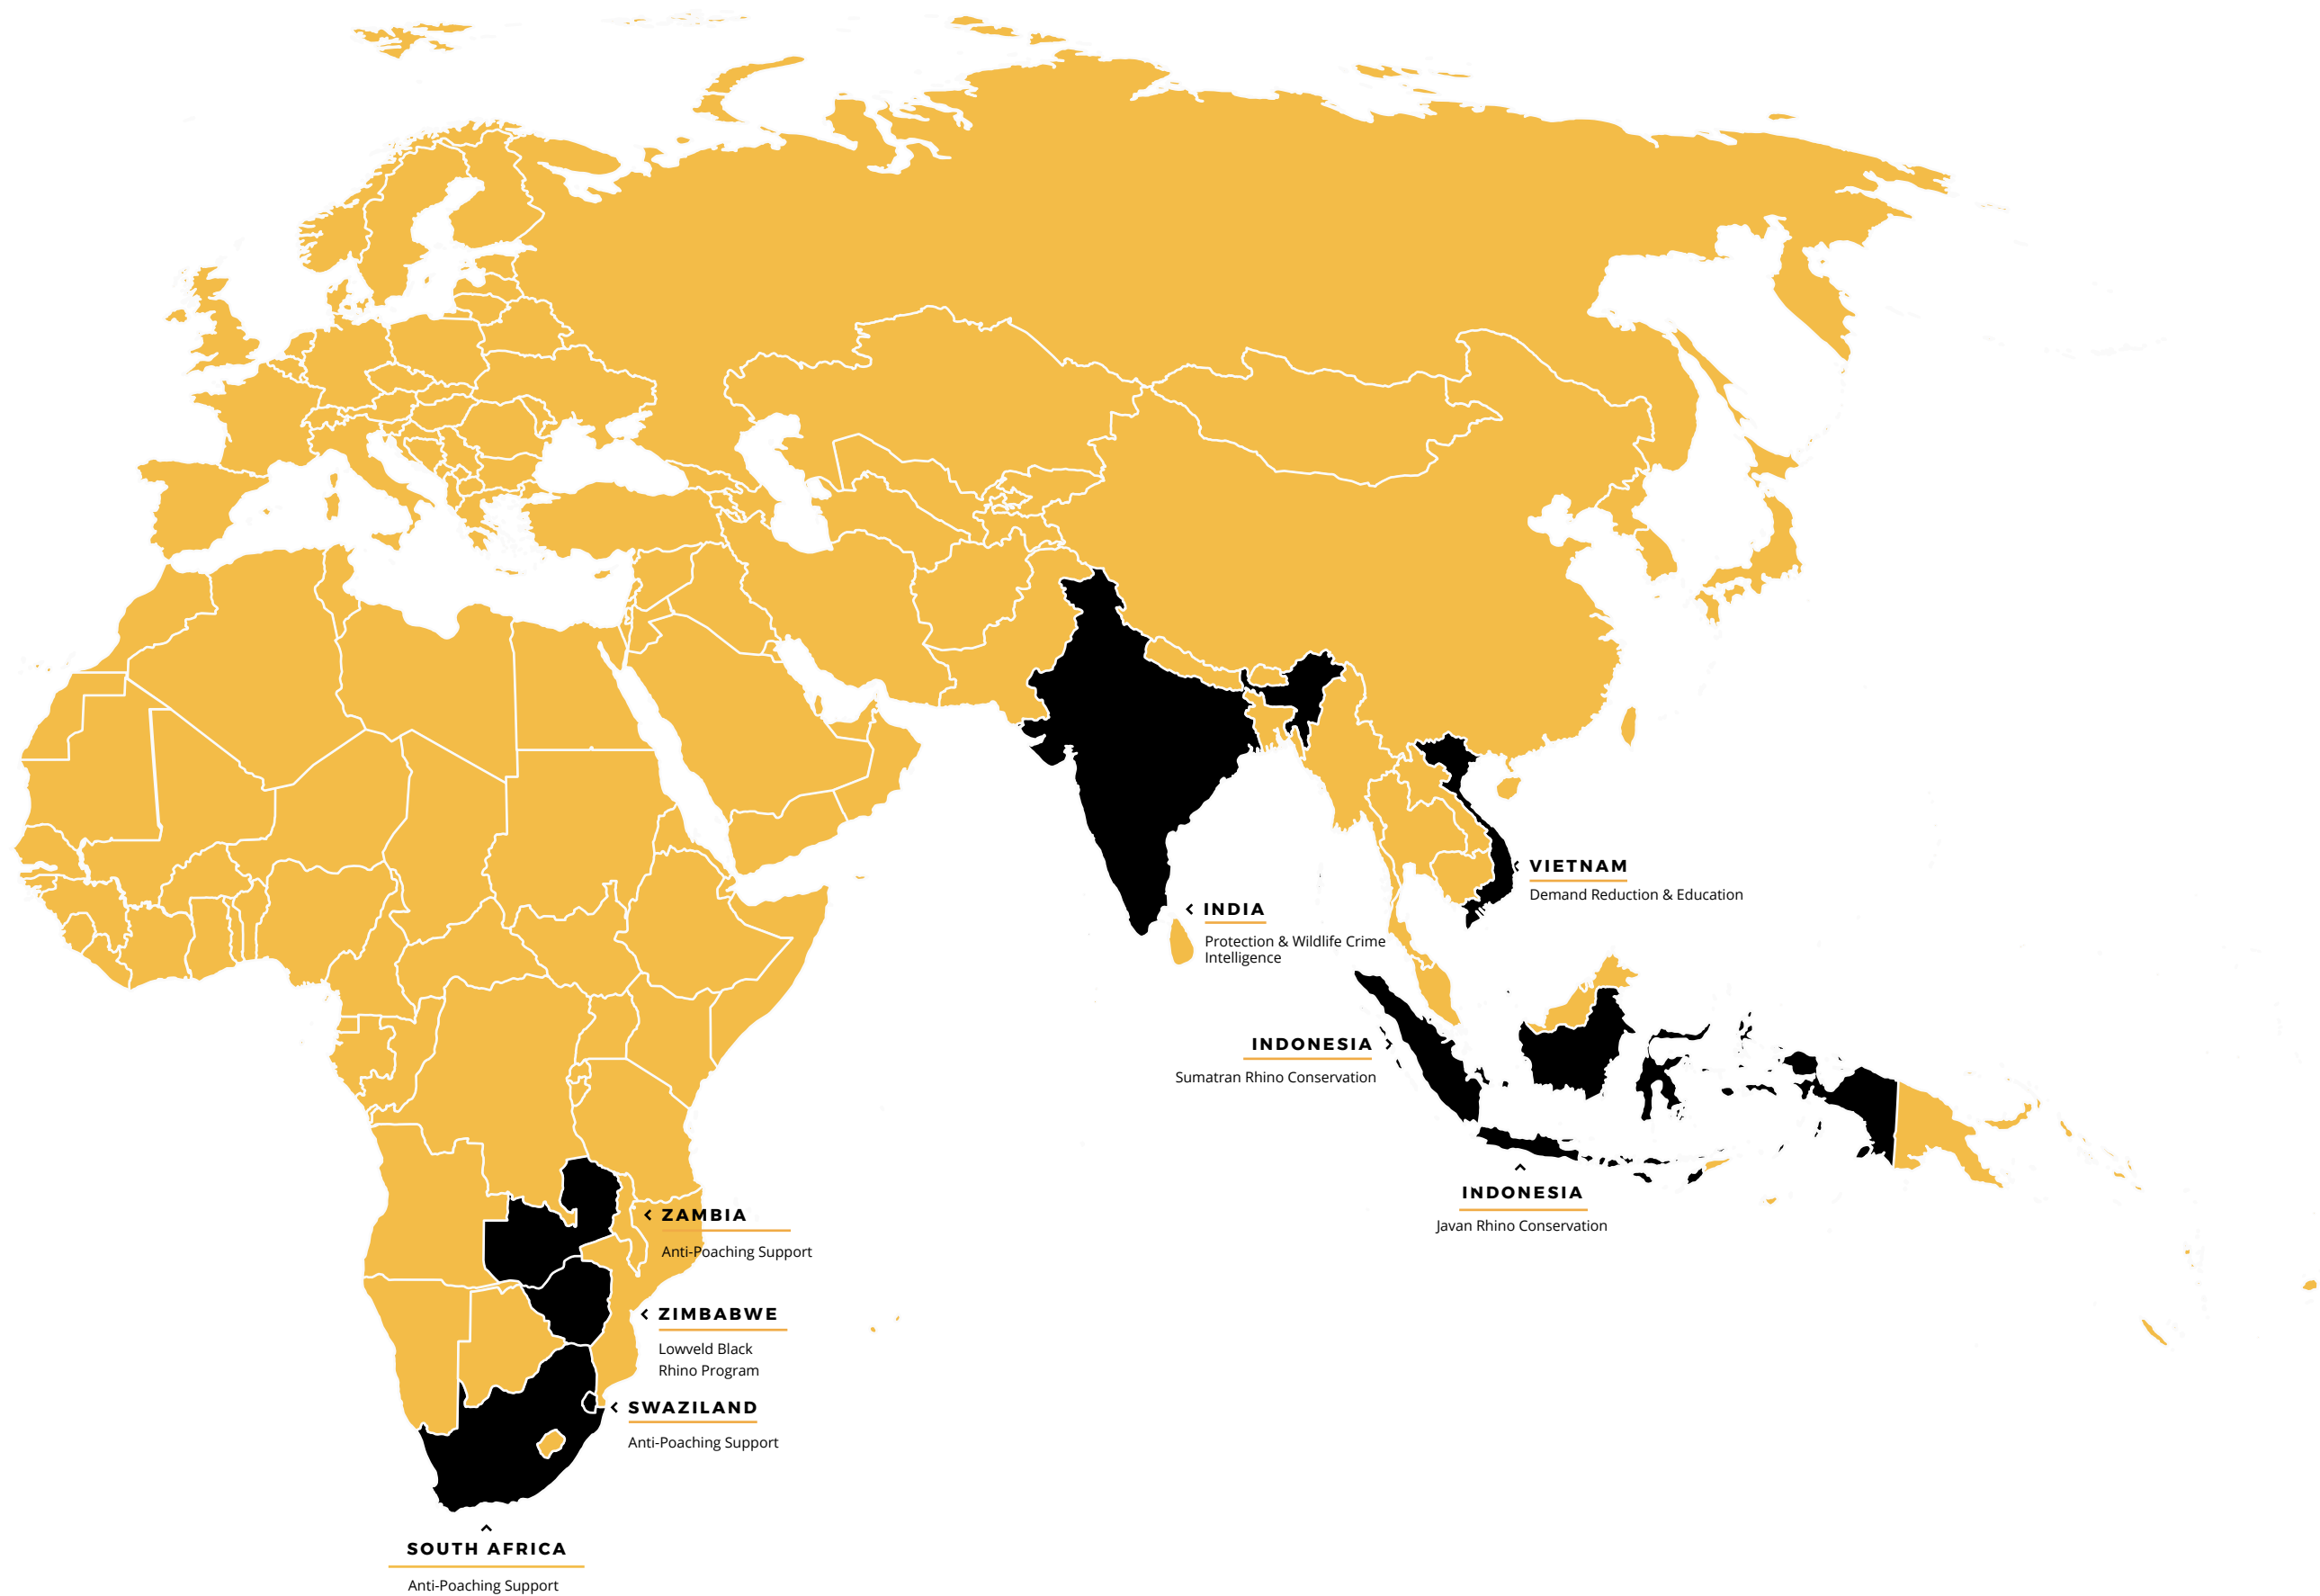 VIETNAM
Demand Reduction & Education
INDIA
Protection & Wildlife Crime
Intelligence
INDONESIA
Sumatran Rhino Conservation
INDONESIA
Javan Rhino Conservation
ZAMBIA
Anti-Poaching Support
ZIMBABWE
Lowveld Black
Rhino Program
SWAZILAND
Anti-Poaching Support
SOUTH AFRICA
Anti-Poaching Support